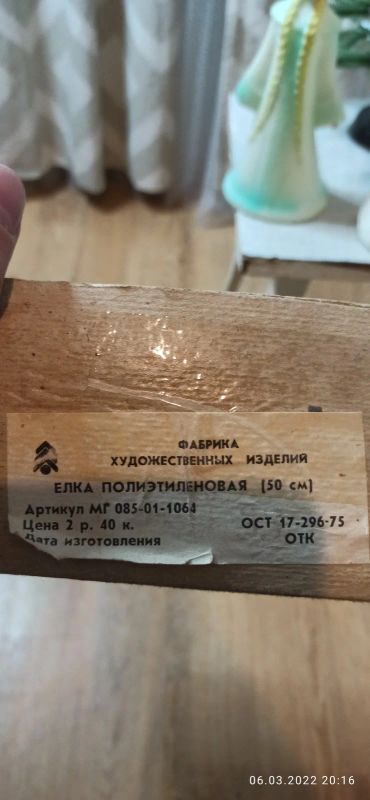 ФАБРИКА
ХУДОЖЕСТВЕННЫХ ИЗДЕЛИЙ
ЕЛКА ПОЛИЭТИЛЕНОВАЯ (50 см)
Артикул МГ 085-01-1064
Цена 2 р. 40 к. ОСТ 17-296-75
Дата изготовления ОТК
06.03.2022 20:16